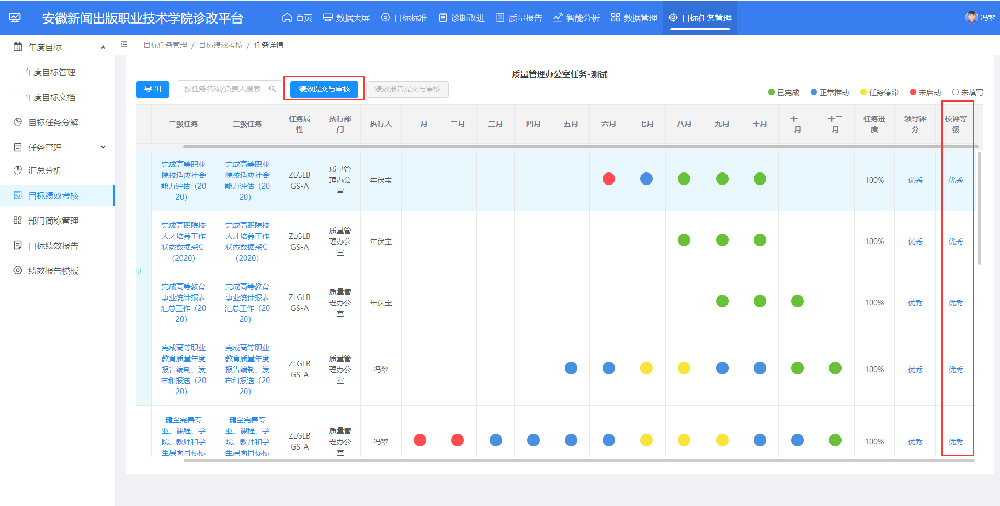 安徽新闻出版职业技术学院诊改平台
首页 数据大屏 目标标准 诊断改进 质量报告 智能分析 数据管理 目标任务管理 冯攀
年度目标
年度目标管理
年度目标文档
目标任务分解
任务管理
汇总分析
目标绩效考核
部门简称管理
目标绩效报告
绩效报告模板
目标任务管理 / 目标绩效考核 / 任务详情
质量管理办公室任务-测试
导 出 按任务名称/负责人搜索 绩效提交与审核 绩效报告提交与审核
已完成 正常推动 任务停滞 未启动 未填写
二级任务 三级任务 任务属性 执行部门 执行人 一月 二月 三月 四月 五月 六月 七月 八月 九月 十月 十一月 十二月 任务进度 领导评分 校评等级
量
完成高等职业 完成高等职业
院校适应社会 院校适应社会 ZLGLB 质量管
能力评估（20 能力评估（20 GS-A 理办公 年伏宝 100% 优秀 优秀
20） 20） 室
完成高职院校 完成高职院校
人才培养工作 人才培养工作 ZLGLB 质量管
状态数据采集 状态数据采集 GS-A 理办公 年伏宝 100% 优秀 优秀
（2020） （2020） 室
完成高等教育 完成高等教育
事业统计报表 事业统计报表 ZLGLB 质量管
汇总工作（20 汇总工作（20 GS-A 理办公 年伏宝 100% 优秀 优秀
20） 20） 室
完成高等职业 完成高等职业
教育质量年度 教育质量年度 ZLGLB 质量管
报告编制、发 报告编制、发 GS-A 理办公 冯攀 100% 优秀 优秀
布和报送（20 布和报送（20 室
20） 20）
健全完善专 健全完善专
业、课程、学 业、课程、学 ZLGLB 质量管
院、教师和学 院、教师和学 GS-A 理办公 冯攀 100% 优秀 优秀
生层面目标标 生层面目标标 室